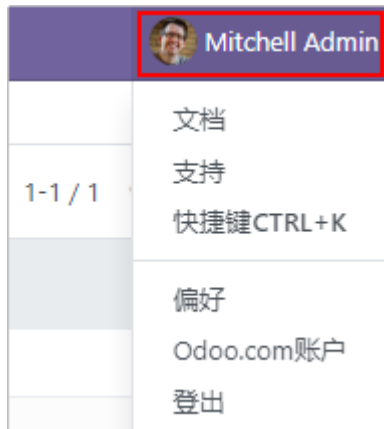 Mitchell Admin
文档
支持
1-1 / 1
快捷键CTRL+K
偏好
Odoo.com账户
登出